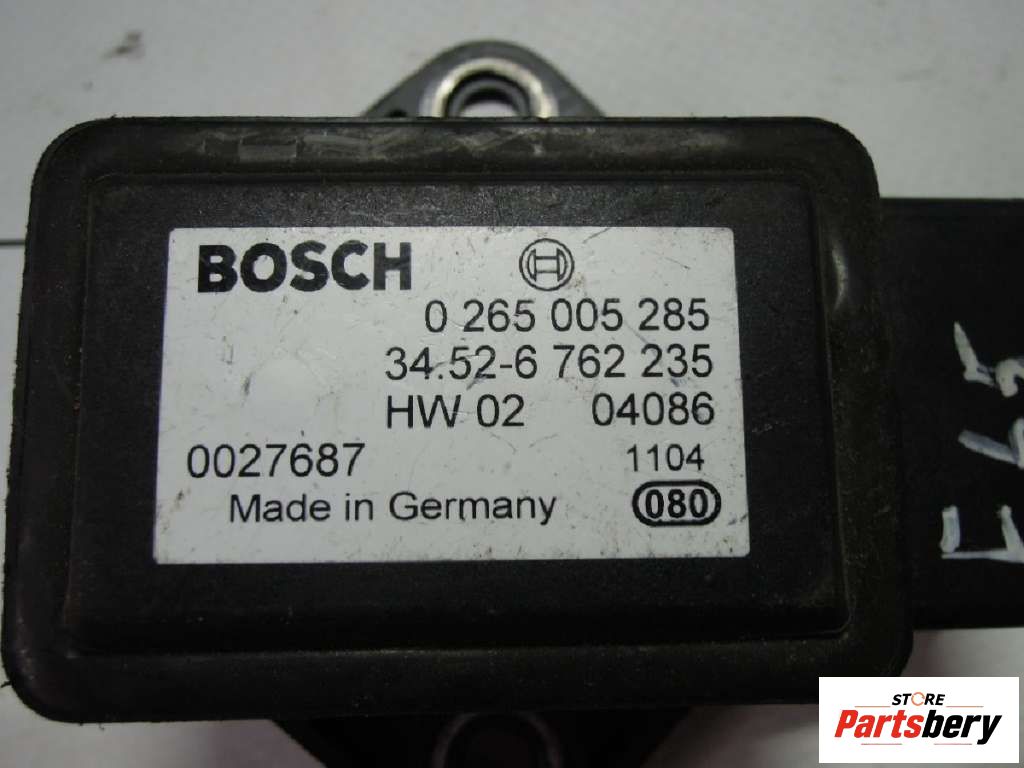 BOSCH
0 265 005 285
34.52-6 762 235
HW 02 04086
0027687 1104
Made in Germany 080
E65
STORE
Partsbery